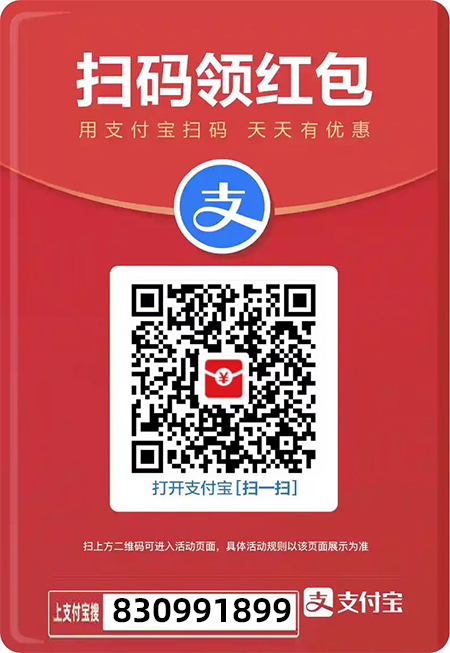 扫码领红包
用支付宝扫码 天天有优惠
支
¥
打开支付宝[扫一扫]
扫上方二维码可进入活动页面，具体活动规则以该页面展示为准
上支付宝搜 830991899 支 支付宝